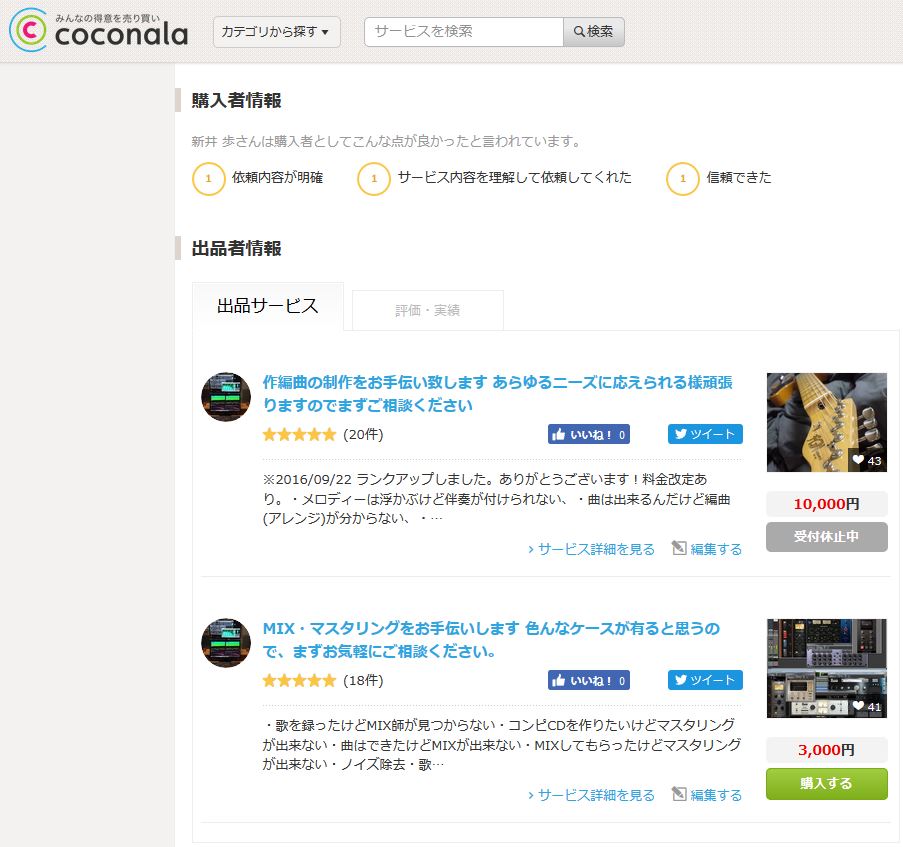 みんなの得意を売り買い
coconala
カテゴリから探す▼
サービスを検索
検索
購入者情報
新井 歩さんは購入者としてこんな点が良かったと言われています。
1 依頼内容が明確
1 サービス内容を理解して依頼してくれた
1 信頼できた
出品者情報
出品サービス
評価・実績
作編曲の制作をお手伝い致します あらゆるニーズに応えられる様頑張
りますのでまずご相談ください
★★★★★ (20件)
いいね！ 0
ツイート
※2016/09/22 ランクアップしました。ありがとうございます！料金改定あ
り。・メロディーは浮かぶけど伴奏が付けられない、・曲は出来るんだけど編曲
(アレンジ)が分からない、・…
› サービス詳細を見る
編集する
43
10,000円
受付休止中
MIX・マスタリングをお手伝いします 色んなケースが有ると思うの
で、まずお気軽にご相談ください。
★★★★★ (18件)
いいね！ 0
ツイート
・歌を録ったけどMIX師が見つからない・コンピCDを作りたいけどマスタリング
が出来ない・曲はできたけどMIXが出来ない・MIXしてもらったけどマスタリング
が出来ない・ノイズ除去・歌…
› サービス詳細を見る
編集する
41
3,000円
購入する